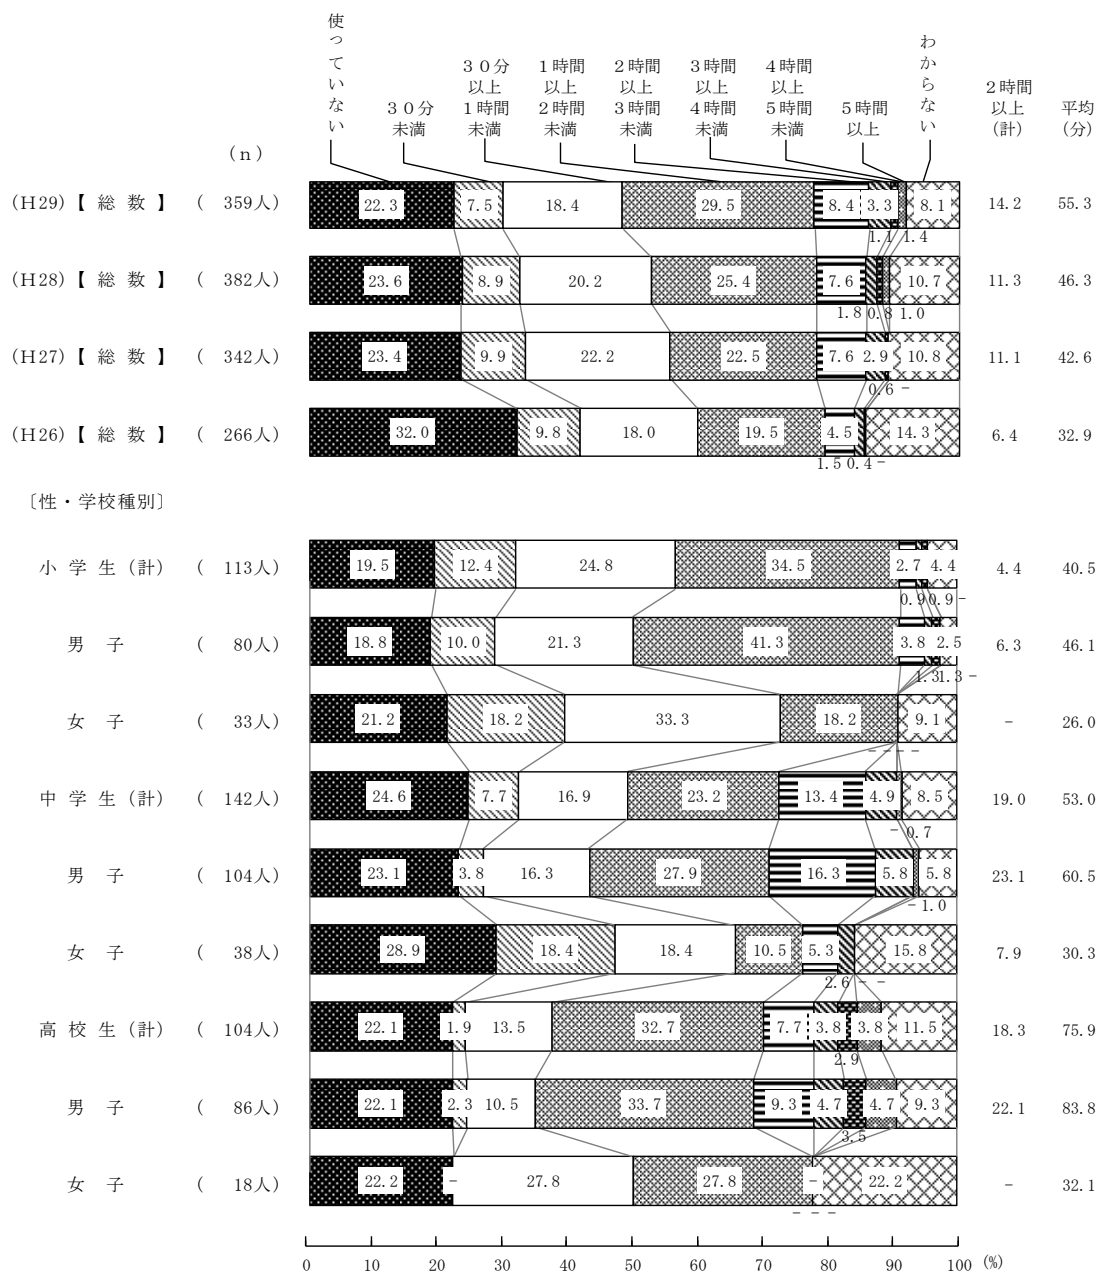 使っていない
３０分
未満
３０分
以上
１時間
未満
１時間
以上
２時間
未満
２時間
以上
３時間
未満
３時間
以上
４時間
未満
４時間
以上
５時間
未満
５時間
以上
わからない
２時間
以上
(計)
平均
(分)
(ｎ)
(H29)【 総 数 】 ( 359人) 22.3 7.5 18.4 29.5 8.4 3.3 8.1 14.2 55.3
1.1 1.4
(H28)【 総 数 】 ( 382人) 23.6 8.9 20.2 25.4 7.6 10.7 11.3 46.3
1.8 0.8 1.0
(H27)【 総 数 】 ( 342人) 23.4 9.9 22.2 22.5 7.6 2.9 10.8 11.1 42.6
0.6 -
(H26)【 総 数 】 ( 266人) 32.0 9.8 18.0 19.5 4.5 14.3 6.4 32.9
1.5 0.4 -
〔性・学校種別〕
小 学 生 (計) ( 113人) 19.5 12.4 24.8 34.5 2.7 4.4 4.4 40.5
0.9 0.9 -
男 子 ( 80人) 18.8 10.0 21.3 41.3 3.8 2.5 6.3 46.1
1.3 1.3 -
女 子 ( 33人) 21.2 18.2 33.3 18.2 9.1 - 26.0
- - - -
中 学 生 (計) ( 142人) 24.6 7.7 16.9 23.2 13.4 4.9 8.5 19.0 53.0
- 0.7
男 子 ( 104人) 23.1 3.8 16.3 27.9 16.3 5.8 5.8 23.1 60.5
- 1.0
女 子 ( 38人) 28.9 18.4 18.4 10.5 5.3 15.8 7.9 30.3
2.6 - -
高 校 生 (計) ( 104人) 22.1 1.9 13.5 32.7 7.7 3.8 3.8 11.5 18.3 75.9
2.9
男 子 ( 86人) 22.1 2.3 10.5 33.7 9.3 4.7 4.7 9.3 22.1 83.8
3.5
女 子 ( 18人) 22.2 - 27.8 27.8 - 22.2 - 32.1
- - -
0 10 20 30 40 50 60 70 80 90 100 (%)